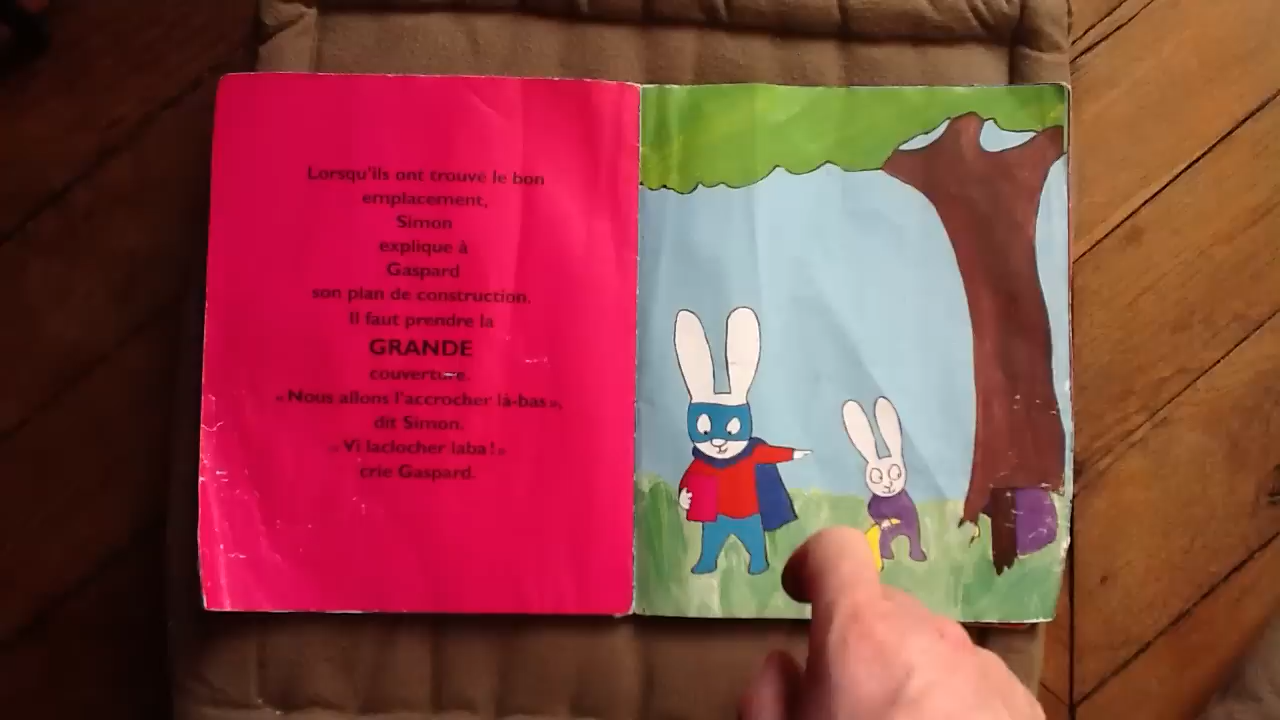 Lorsqu'ils ont trouvé le bon
emplacement,
Simon
explique à
Gaspard
son plan de construction.
Il faut prendre la
GRANDE
couverture.
« Nous allons l'accrocher là-bas »,
dit Simon.
« Vi laclocher laba ! »
crie Gaspard.